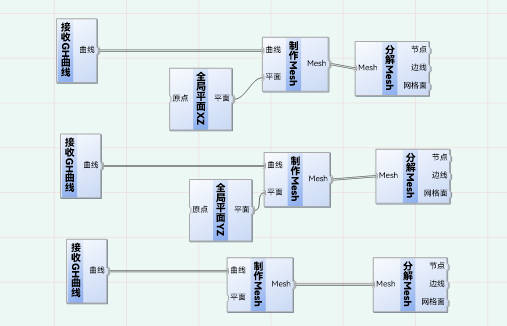 接收GH曲线 曲线
曲线 平面 制作Mesh Mesh
Mesh 分解Mesh 节点 边线 网格面
原点 全局平面XZ 平面
接收GH曲线 曲线
曲线 平面 制作Mesh Mesh
Mesh 分解Mesh 节点 边线 网格面
原点 全局平面YZ 平面
接收GH曲线 曲线
曲线 平面 制作Mesh Mesh
Mesh 分解Mesh 节点 边线 网格面